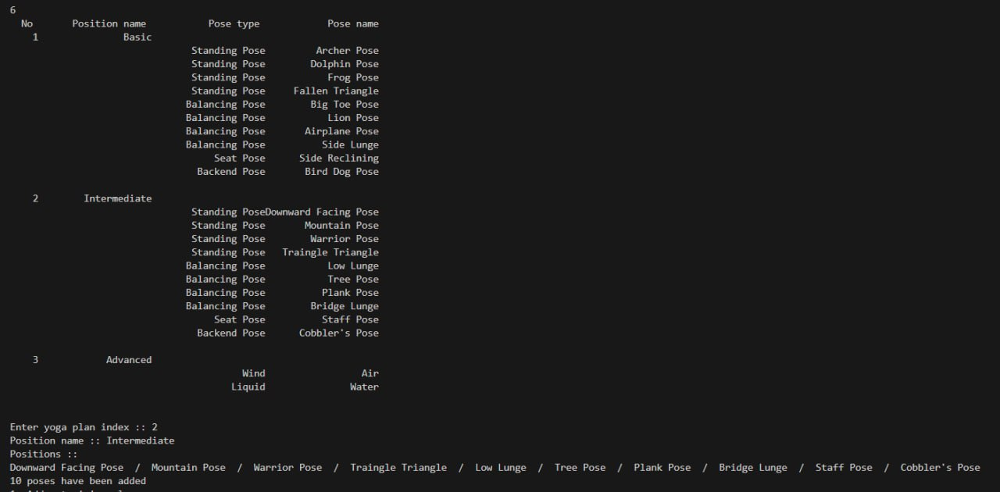 6
No Position name Pose type Pose name
1 Basic
Standing Pose Archer Pose
Standing Pose Dolphin Pose
Standing Pose Frog Pose
Standing Pose Fallen Triangle
Balancing Pose Big Toe Pose
Balancing Pose Lion Pose
Balancing Pose Airplane Pose
Balancing Pose Side Lunge
Seat Pose Side Reclining
Backend Pose Bird Dog Pose
2 Intermediate
Standing PoseDownward Facing Pose
Standing Pose Mountain Pose
Standing Pose Warrior Pose
Standing Pose Traingle Triangle
Balancing Pose Low Lunge
Balancing Pose Tree Pose
Balancing Pose Plank Pose
Balancing Pose Bridge Lunge
Seat Pose Staff Pose
Backend Pose Cobbler's Pose
3 Advanced
Wind Air
Liquid Water
Enter yoga plan index :: 2
Position name :: Intermediate
Positions ::
Downward Facing Pose / Mountain Pose / Warrior Pose / Traingle Triangle / Low Lunge / Tree Pose / Plank Pose / Bridge Lunge / Staff Pose / Cobbler's Pose
10 poses have been added